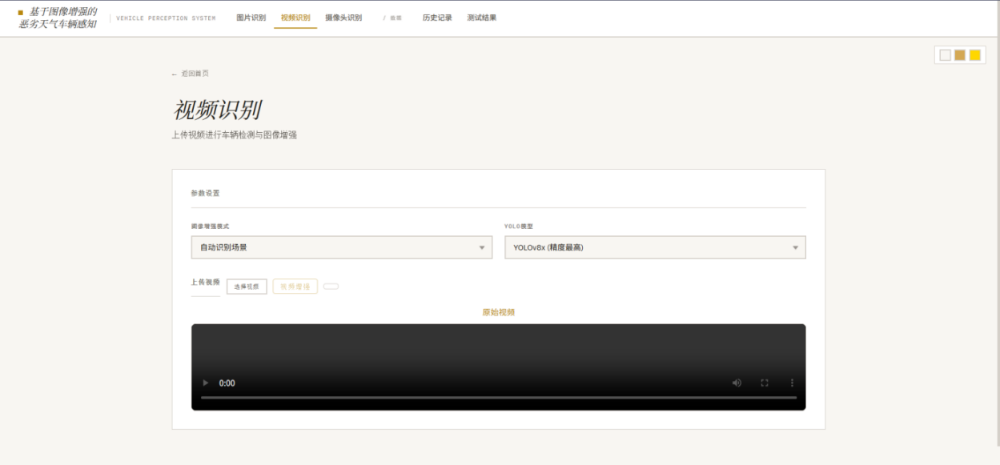 基于图像增强的
恶劣天气车辆感知
VEHICLE PERCEPTION SYSTEM
图片识别
视频识别
摄像头识别
/
历史记录
测试结果
← 返回首页
视频识别
上传视频进行车辆检测与图像增强
参数设置
图像增强模式
YOLO模型
自动识别场景
YOLOv8x (精度最高)
上传视频
选择视频
视频增强
原始视频
0:00